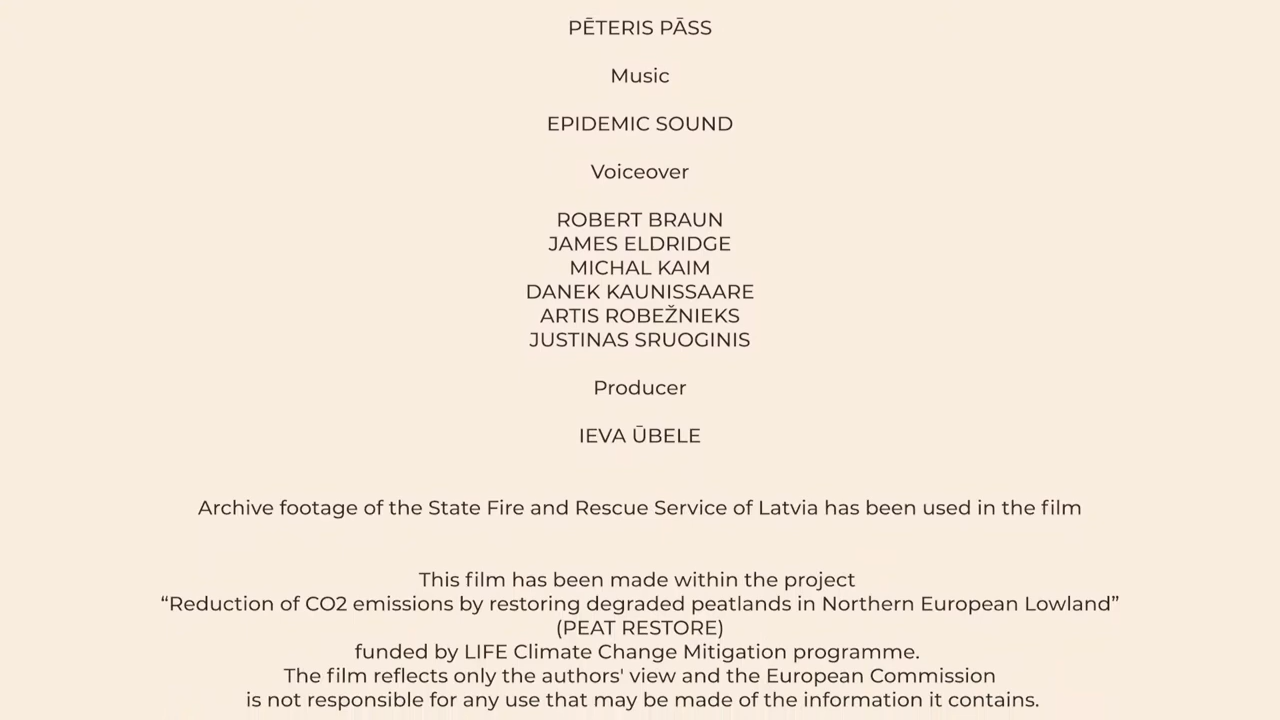 PĒTERIS PĀSS
Music
EPIDEMIC SOUND
Voiceover
ROBERT BRAUN
JAMES ELDRIDGE
MICHAL KAIM
DANEK KAUNISSAARE
ARTIS ROBEŽNIEKS
JUSTINAS SRUOGINIS
Producer
IEVA ŪBELE
Archive footage of the State Fire and Rescue Service of Latvia has been used in the film
This film has been made within the project
“Reduction of CO2 emissions by restoring degraded peatlands in Northern European Lowland”
(PEAT RESTORE)
funded by LIFE Climate Change Mitigation programme.
The film reflects only the authors' view and the European Commission
is not responsible for any use that may be made of the information it contains.